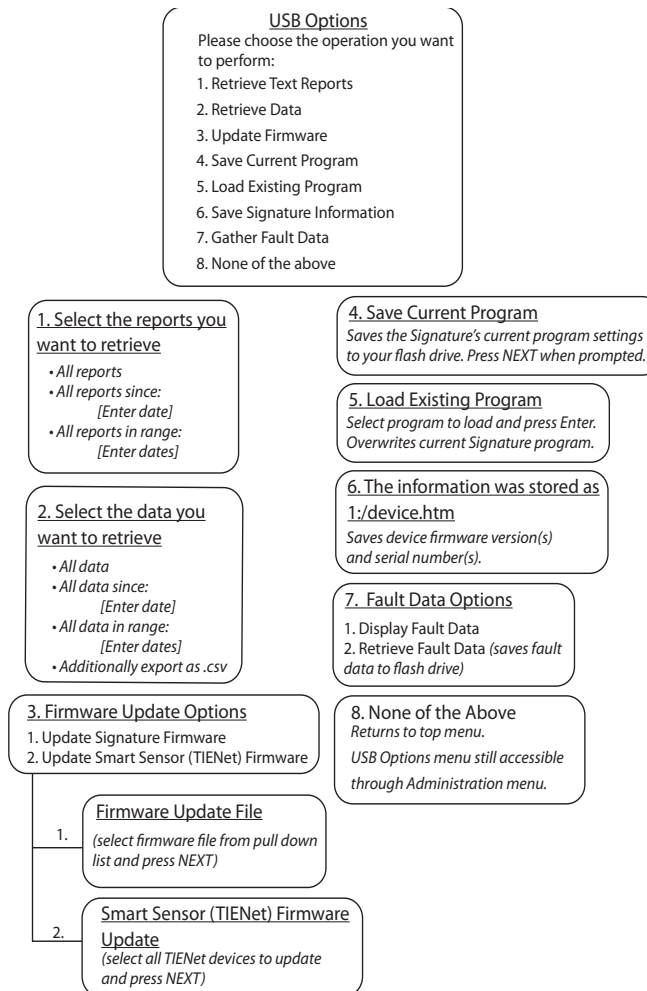 USB Options
Please choose the operation you want
to perform:
1. Retrieve Text Reports
2. Retrieve Data
3. Update Firmware
4. Save Current Program
5. Load Existing Program
6. Save Signature Information
7. Gather Fault Data
8. None of the above
1. Select the reports you
want to retrieve
• All reports
• All reports since:
[Enter date]
• All reports in range:
[Enter dates]
2. Select the data you
want to retrieve
• All data
• All data since:
[Enter date]
• All data in range:
[Enter dates]
• Additionally export as .csv
3. Firmware Update Options
1. Update Signature Firmware
2. Update Smart Sensor (TIENet) Firmware
1.
Firmware Update File
(select firmware file from pull down
list and press NEXT)
2.
Smart Sensor (TIENet) Firmware
Update
(select all TIENet devices to update
and press NEXT)
4. Save Current Program
Saves the Signature's current program settings
to your flash drive. Press NEXT when prompted.
5. Load Existing Program
Select program to load and press Enter.
Overwrites current Signature program.
6. The information was stored as
1:/device.htm
Saves device firmware version(s)
and serial number(s).
7. Fault Data Options
1. Display Fault Data
2. Retrieve Fault Data (saves fault
data to flash drive)
8. None of the Above
Returns to top menu.
USB Options menu still accessible
through Administration menu.